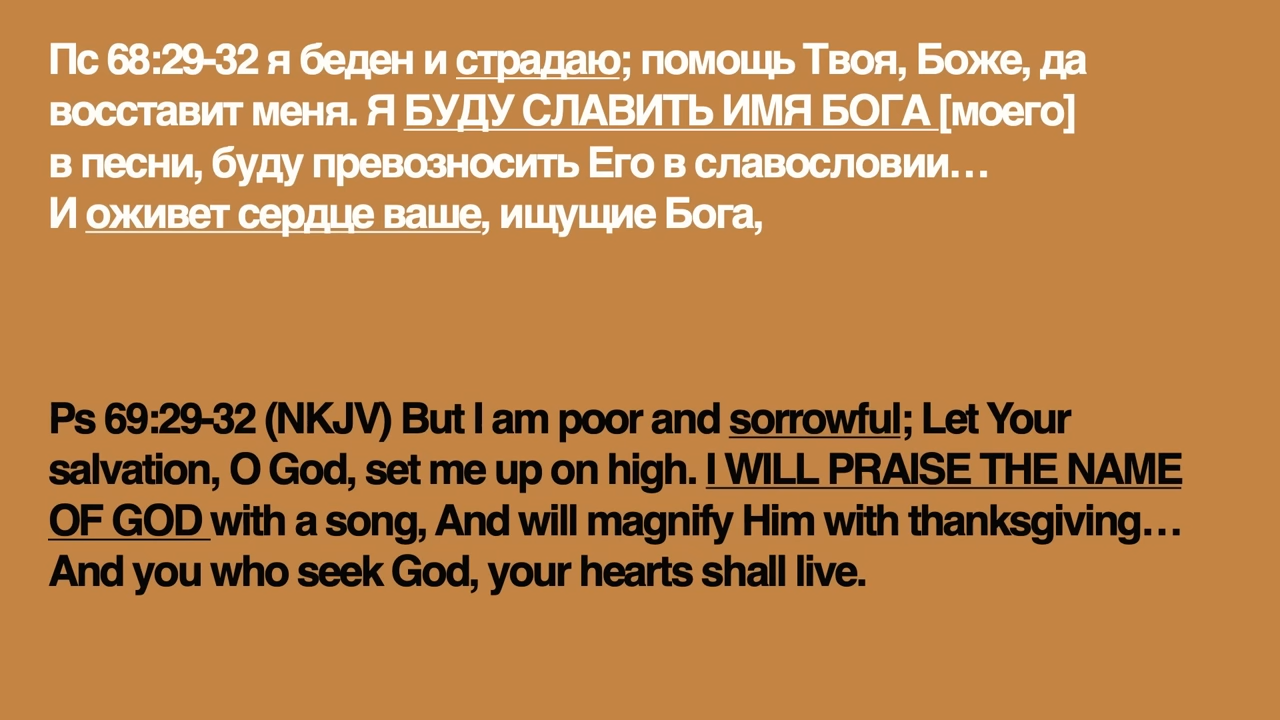 Пс 68:29-32 я беден и страдаю; помощь Твоя, Боже, да
восставит меня. Я БУДУ СЛАВИТЬ ИМЯ БОГА [моего]
в песни, буду превозносить Его в славословии…
И оживет сердце ваше, ищущие Бога,
Ps 69:29-32 (NKJV) But I am poor and sorrowful; Let Your
salvation, O God, set me up on high. I WILL PRAISE THE NAME
OF GOD with a song, And will magnify Him with thanksgiving…
And you who seek God, your hearts shall live.